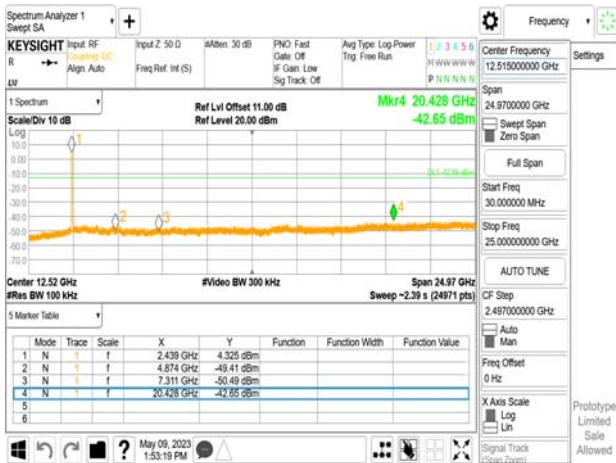 Spectrum Analyzer 1
Swept SA
Frequency
KEYSIGHT
Input: RF
Coupling: DC
Align: Auto
Input Z: 50 Ω
Freq Ref: Int (S)
#Atten: 30 dB
PNO: Fast
Gate: Off
IF Gain: Low
Sig Track: Off
Avg Type: Log-Power
Trig: Free Run
1 2 3 4 5 6
M W W W W W
P N N N N N
R
1 Spectrum
Scale/Div 10 dB
Ref Lvl Offset 11.00 dB
Ref Level 20.00 dBm
Mkr4 20.428 GHz
-42.65 dBm
Log
10.0
0.00
-10.0
-20.0
-30.0
-40.0
-50.0
-60.0
-70.0
1
2
3
4
Center 12.52 GHz
#Res BW 100 kHz
#Video BW 300 kHz
Span 24.97 GHz
Sweep ~2.39 s (24971 pts)
5 Marker Table
Mode Trace Scale X Y Function Function Width Function Value
1 N 1 f 2.439 GHz 4.325 dBm
2 N 1 f 4.874 GHz -49.41 dBm
3 N 1 f 7.311 GHz -50.49 dBm
4 N 1 f 20.428 GHz -42.65 dBm
5
6
May 09, 2023
1:53:19 PM
Center Frequency
12.515000000 GHz
Span
24.9700000 GHz
Swept Span
Zero Span
Full Span
Start Freq
30.000000 MHz
Stop Freq
25.000000000 GHz
AUTO TUNE
CF Step
2.497000000 GHz
Auto
Man
Freq Offset
0 Hz
X Axis Scale
Log
Lin
Signal Track
(Span Zoom)
Settings
Prototype
Limited
Sale
Allowed